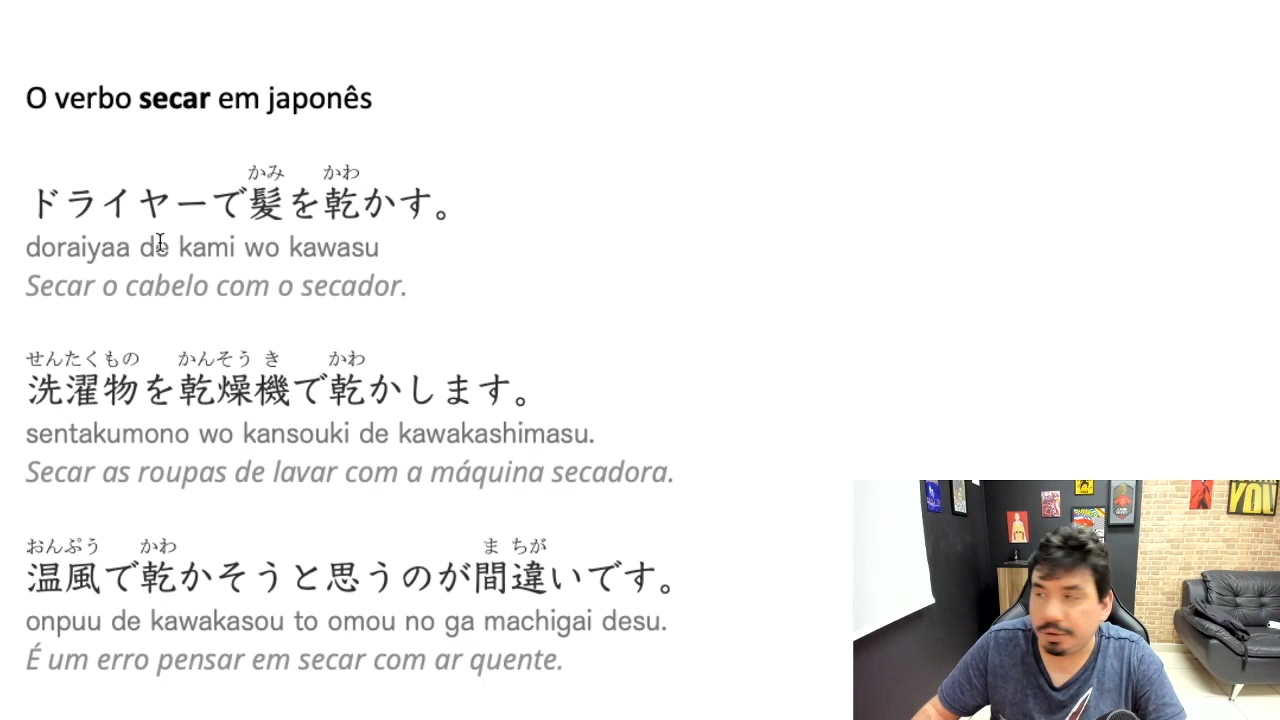 O verbo secar em japonês
かみ かわ
ドライヤーで髪を乾かす。
doraiyaa de kami wo kawasu
Secar o cabelo com o secador.
せんたくもの かんそう き かわ
洗濯物を乾燥機で乾かします。
sentakumono wo kansouki de kawakashimasu.
Secar as roupas de lavar com a máquina secadora.
おんぷう かわ ま ちが
温風で乾かそうと思うのが間違いです。
onpuu de kawakasou to omou no ga machigai desu.
É um erro pensar em secar com ar quente.
YOU